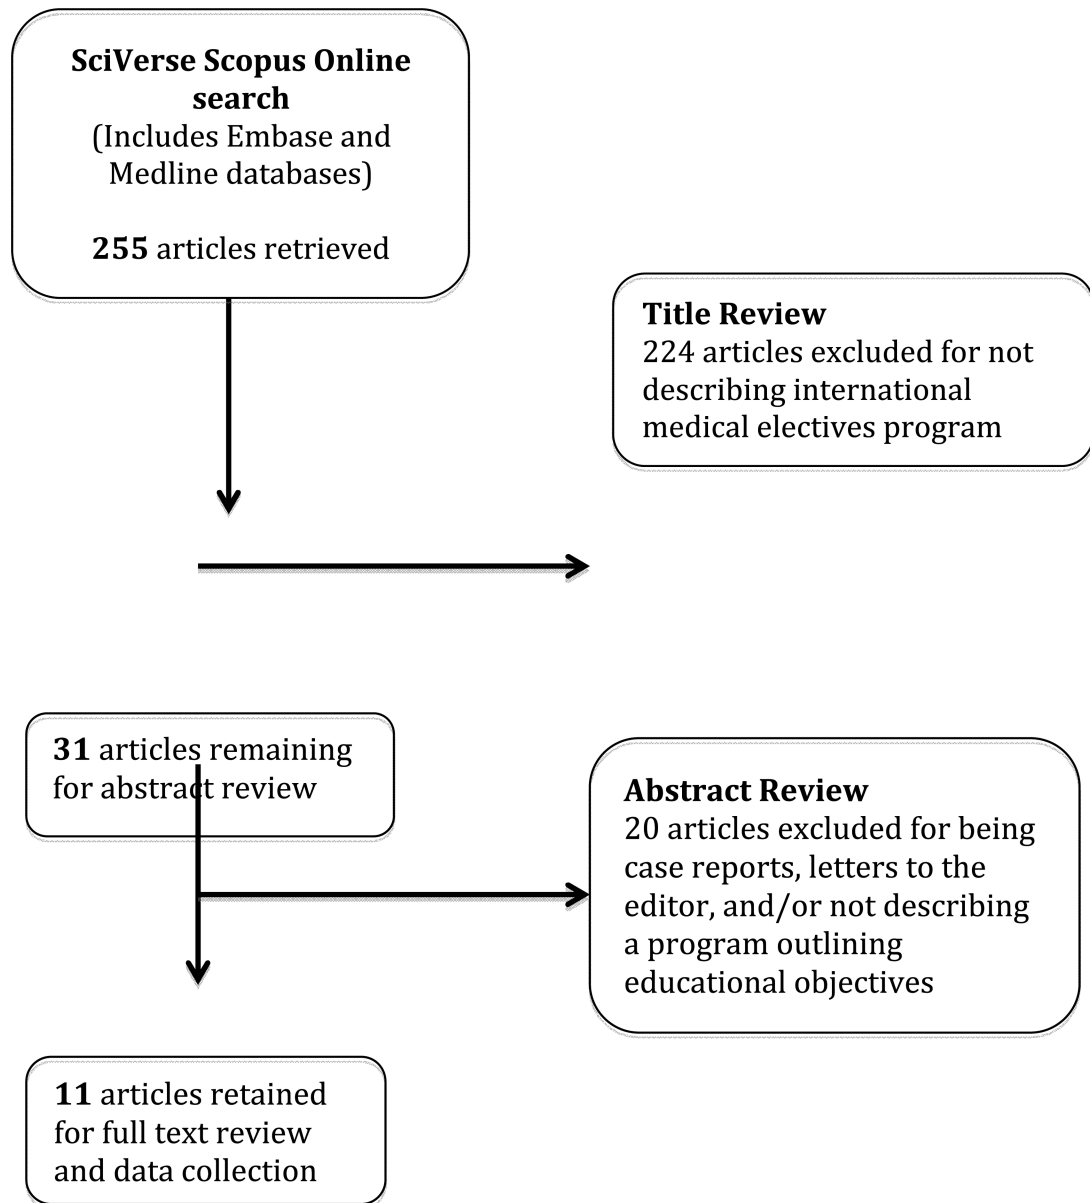 SciVerse Scopus Online
search
(Includes Embase and
Medline databases)
255 articles retrieved
Title Review
224 articles excluded for not
describing international
medical electives program
31 articles remaining
for abstract review
Abstract Review
20 articles excluded for being
case reports, letters to the
editor, and/or not describing
a program outlining
educational objectives
11 articles retained
for full text review
and data collection